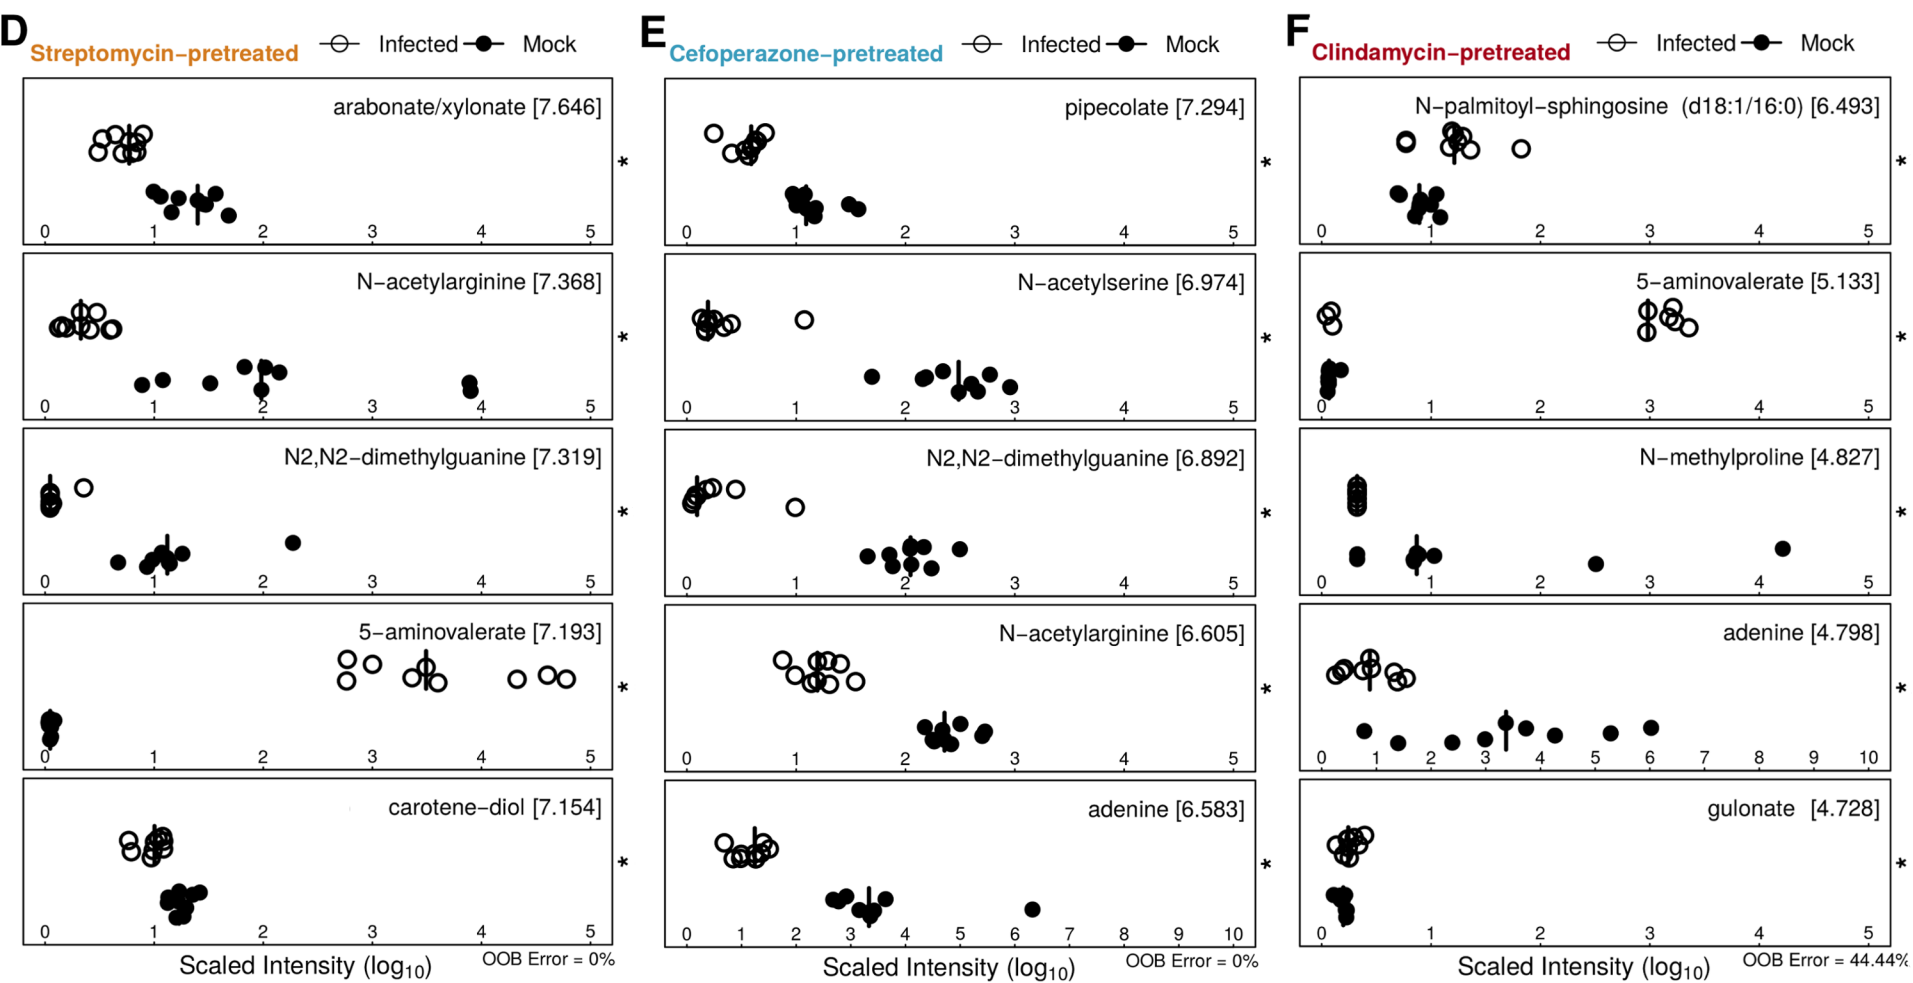 D
Streptomycin-pretreated
Infected
Mock
arabonate/xylonate [7.646]
*
0 1 2 3 4 5
N-acetylarginine [7.368]
*
0 1 2 3 4 5
N2,N2-dimethylguanine [7.319]
*
0 1 2 3 4 5
5-aminovalerate [7.193]
*
0 1 2 3 4 5
carotene-diol [7.154]
*
0 1 2 3 4 5
Scaled Intensity (log10)
OOB Error = 0%
E
Cefoperazone-pretreated
Infected
Mock
pipecolate [7.294]
*
0 1 2 3 4 5
N-acetylserine [6.974]
*
0 1 2 3 4 5
N2,N2-dimethylguanine [6.892]
*
0 1 2 3 4 5
N-acetylarginine [6.605]
*
0 1 2 3 4 5
adenine [6.583]
*
0 1 2 3 4 5 6 7 8 9 10
Scaled Intensity (log10)
OOB Error = 0%
F
Clindamycin-pretreated
Infected
Mock
N-palmitoyl-sphingosine (d18:1/16:0) [6.493]
*
0 1 2 3 4 5
5-aminovalerate [5.133]
*
0 1 2 3 4 5
N-methylproline [4.827]
*
0 1 2 3 4 5
adenine [4.798]
*
0 1 2 3 4 5 6 7 8 9 10
gulonate [4.728]
*
0 1 2 3 4 5
Scaled Intensity (log10)
OOB Error = 44.44%